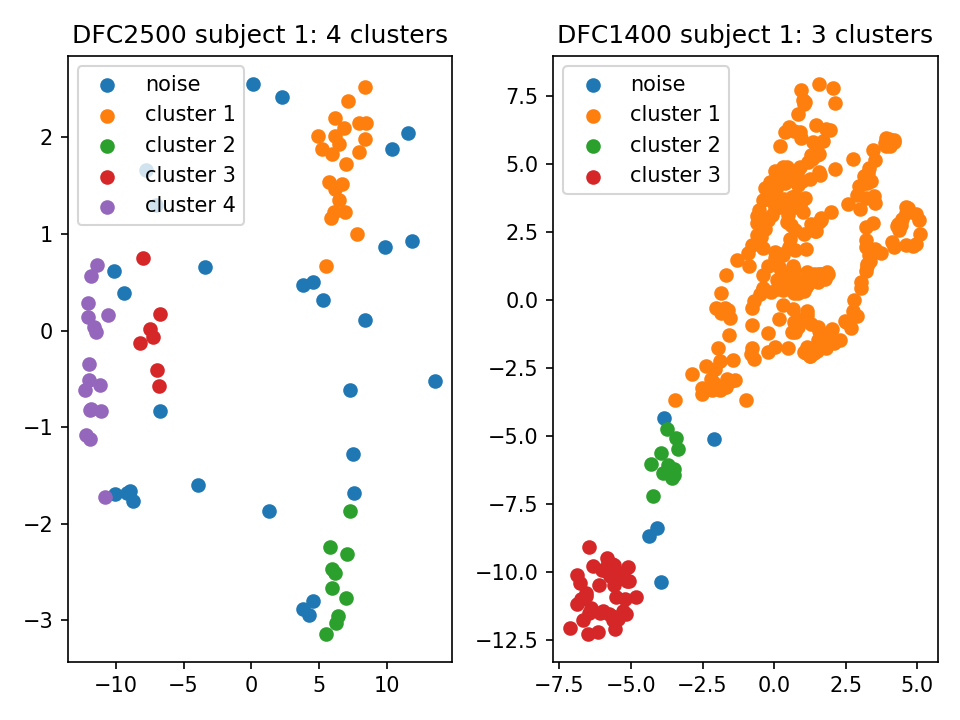 DFC2500 subject 1: 4 clusters
noise
cluster 1
cluster 2
cluster 3
cluster 4
2
1
0
−1
−2
−3
−10
−5
0
5
10
DFC1400 subject 1: 3 clusters
noise
cluster 1
cluster 2
cluster 3
7.5
5.0
2.5
0.0
−2.5
−5.0
−7.5
−10.0
−12.5
−7.5
−5.0
−2.5
0.0
2.5
5.0